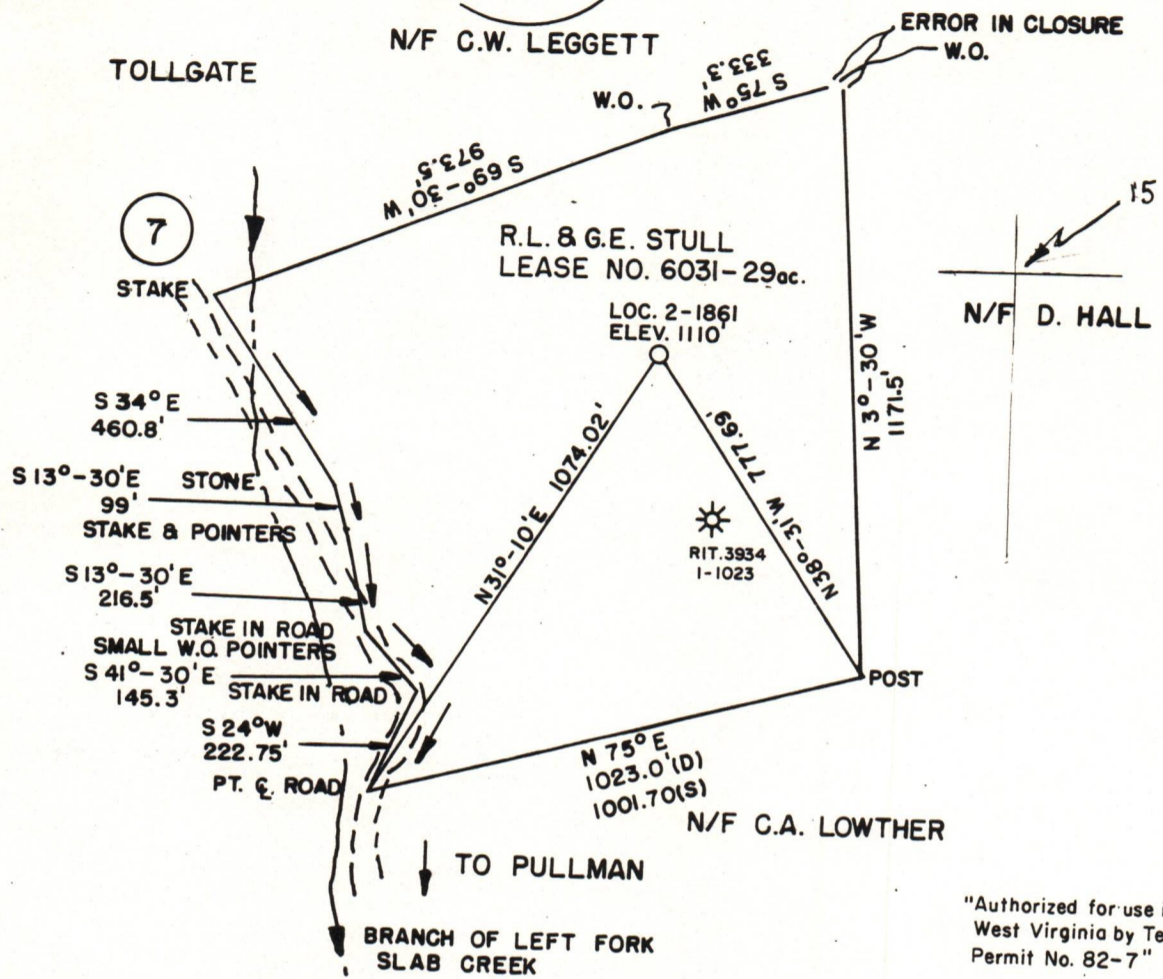 N/F C.W. LEGGETT
ERROR IN CLOSURE
W.O.
TOLLGATE
W.O.
S 75° W
333.3'
S 69°-30' W
973.5'
15
7
STAKE
R.L. & G.E. STULL
LEASE NO. 6031-29ac.
N/F D. HALL
LOC. 2-1861
ELEV. 1110'
N 3°-30' W
1171.5'
S 34° E
460.8'
S 13°-30' E
99'
STONE
STAKE & POINTERS
N31°-10'E 1074.02'
N38°-31'W 777.69'
RIT.3934
1-1023
S 13°-30' E
216.5'
STAKE IN ROAD
SMALL W.O. POINTERS
S 41°-30' E
145.3'
STAKE IN ROAD
POST
S 24° W
222.75'
PT. ℄ ROAD
N 75° E
1023.0'(D)
1001.70(S)
N/F C.A. LOWTHER
TO PULLMAN
BRANCH OF LEFT FORK
SLAB CREEK
"Authorized for use
West Virginia by
Permit No. 82-7"